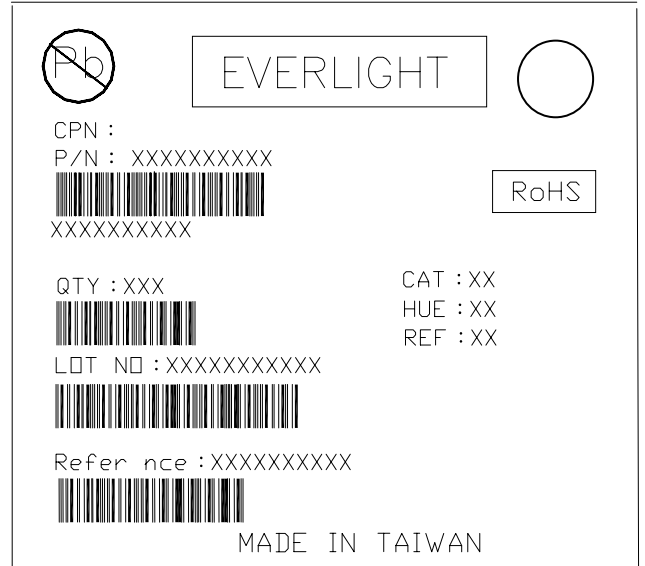 Pb
EVERLIGHT
CPN :
P/N : XXXXXXXXXX
RoHS
XXXXXXXXXX
QTY : XXX
CAT : XX
HUE : XX
REF : XX
LOT NO : XXXXXXXXXXX
Refer nce : XXXXXXXXXX
MADE IN TAIWAN